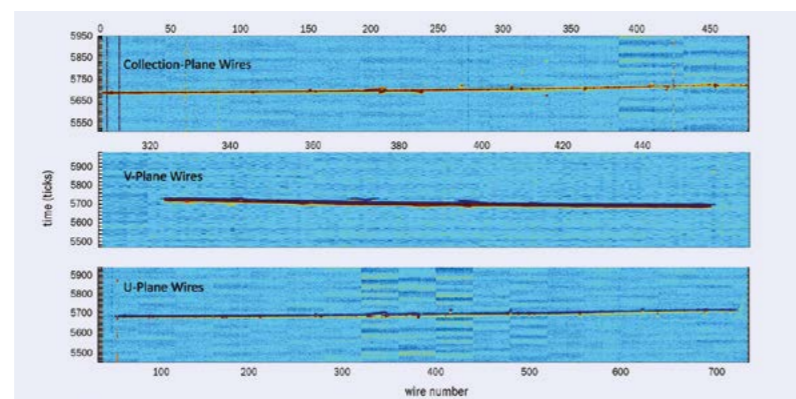 0 50 100 150 200 250 300 350 400 450
5950
5850
5750
5650
5550
Collection-Plane Wires
320 340 360 380 400 420 440
5900
5800
5700
5600
5500
V-Plane Wires
time (ticks)
5900
5800
5700
5600
5500
U-Plane Wires
100 200 300 400 500 600 700
wire number